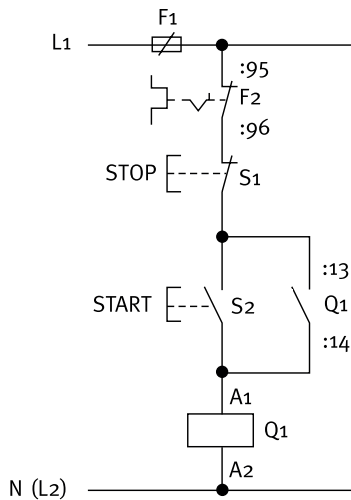 F1
L1
:95
F2
:96
STOP
S1
:13
START S2 Q1
:14
A1
Q1
A2
N (L2)